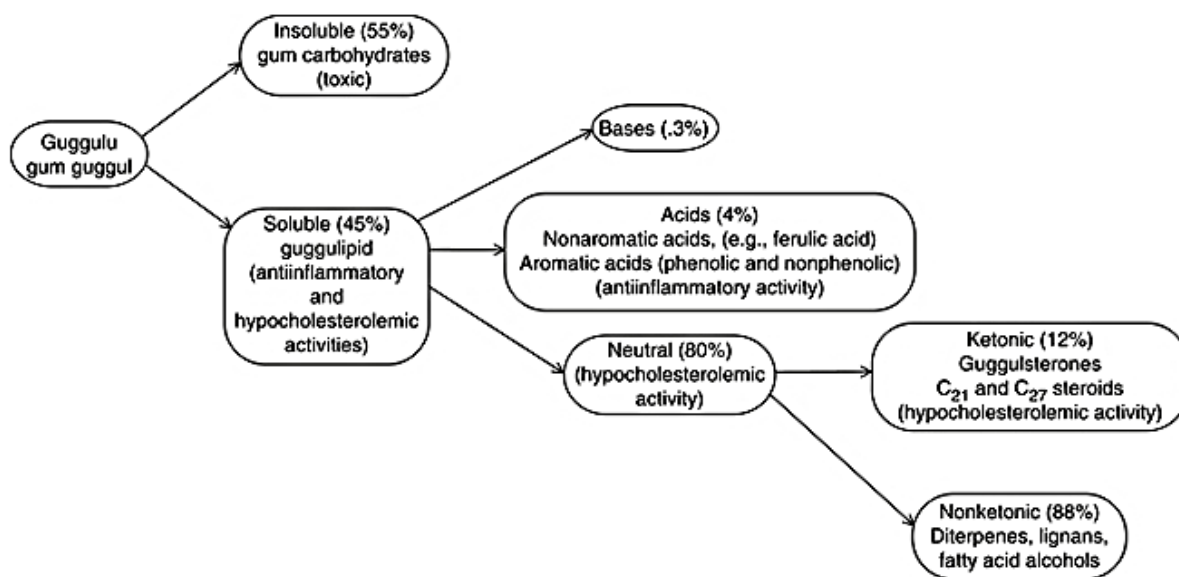 Insoluble (55%)
gum carbohydrates
(toxic)
Guggulu
gum guggul
Bases (.3%)
Soluble (45%)
guggulipid
(antiinflammatory
and
hypocholesterolemic
activities)
Acids (4%)
Nonaromatic acids, (e.g., ferulic acid)
Aromatic acids (phenolic and nonphenolic)
(antiinflammatory activity)
Neutral (80%)
(hypocholesterolemic
activity)
Ketonic (12%)
Guggulsterones
C21 and C27 steroids
(hypocholesterolemic activity)
Nonketonic (88%)
Diterpenes, lignans,
fatty acid alcohols